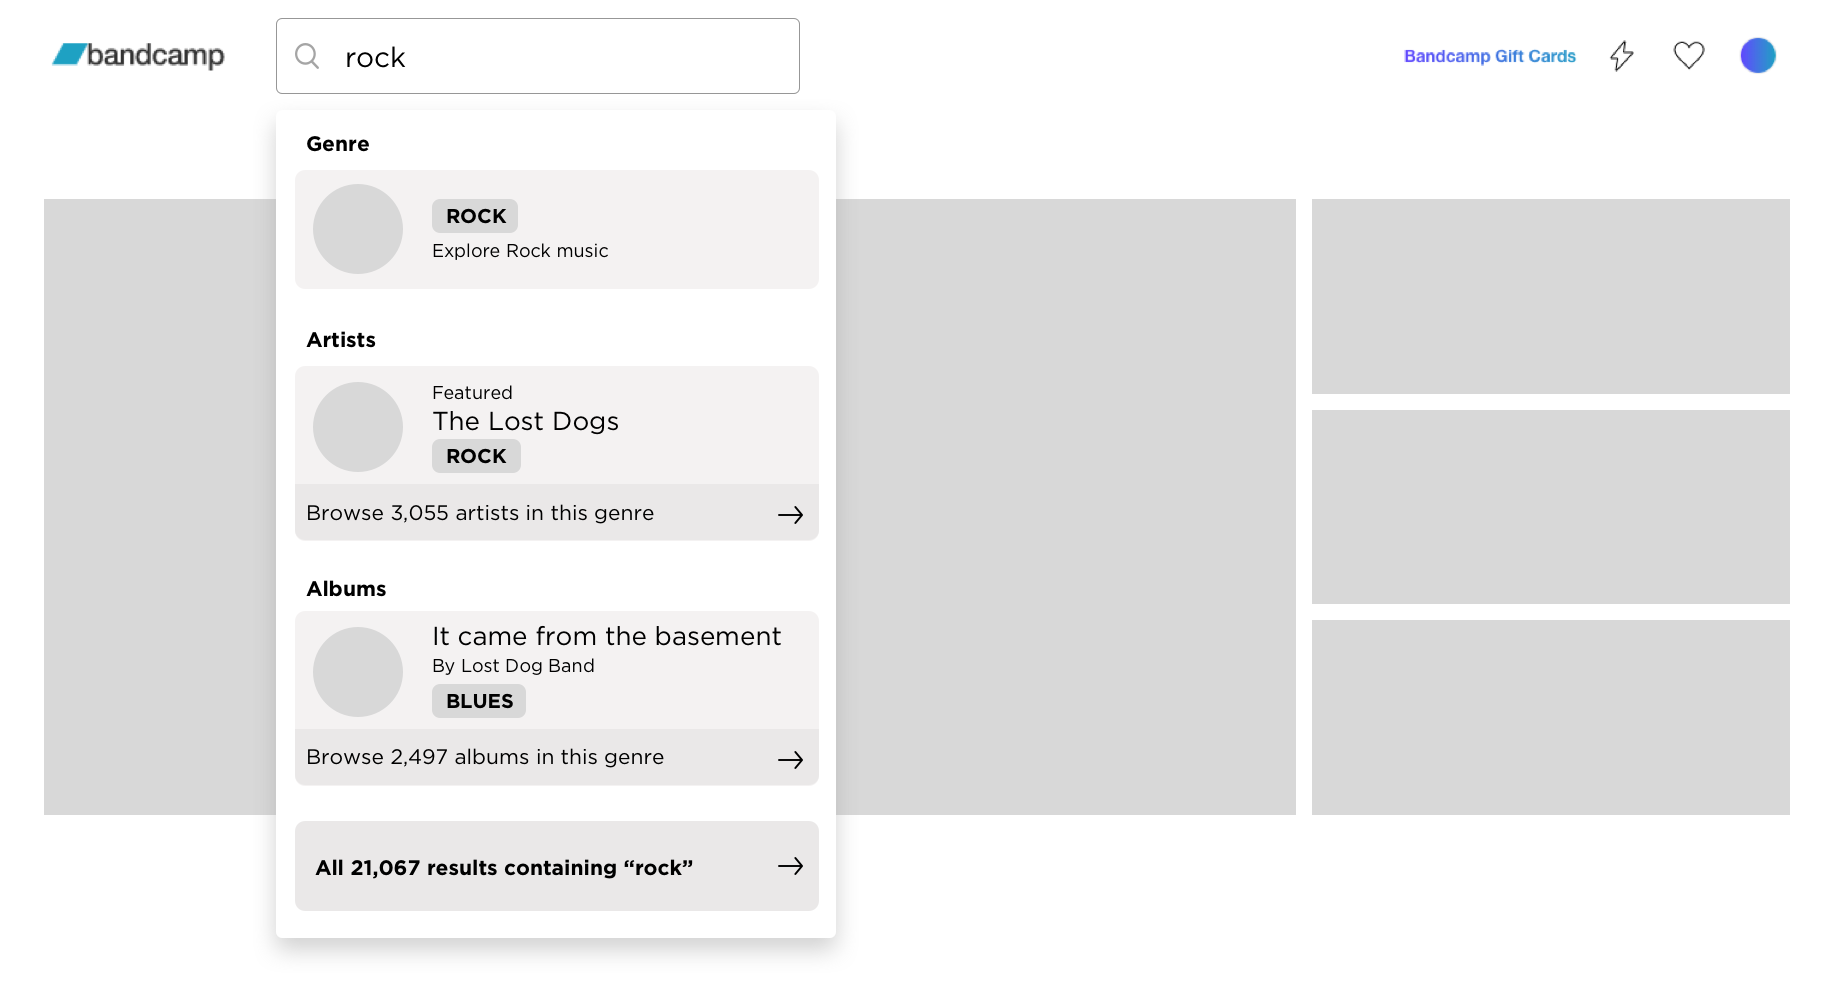 bandcamp
rock
Bandcamp Gift Cards
Genre
ROCK
Explore Rock music
Artists
Featured
The Lost Dogs
ROCK
Browse 3,055 artists in this genre
Albums
It came from the basement
By Lost Dog Band
BLUES
Browse 2,497 albums in this genre
All 21,067 results containing “rock”